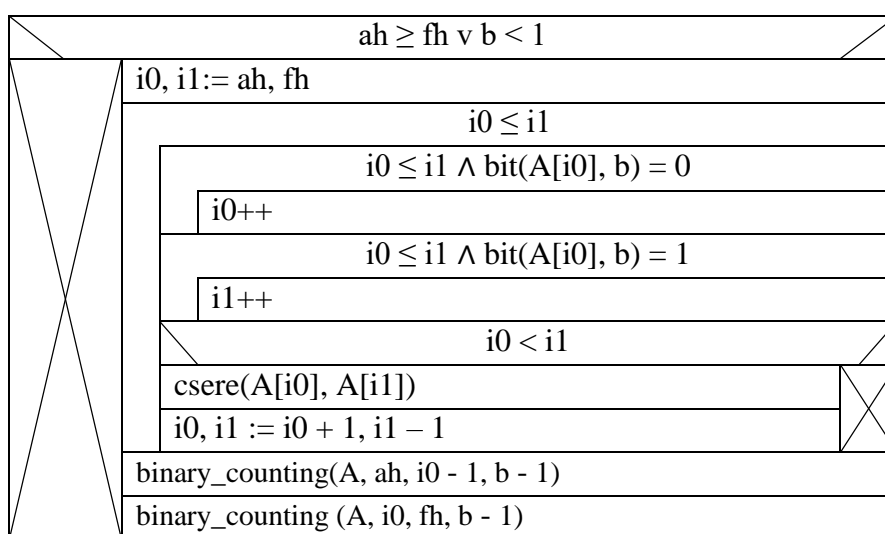 ah ≥ fh v b < 1
i0, i1:= ah, fh
i0 ≤ i1
i0 ≤ i1 ∧ bit(A[i0], b) = 0
i0++
i0 ≤ i1 ∧ bit(A[i0], b) = 1
i1++
i0 < i1
csere(A[i0], A[i1])
i0, i1 := i0 + 1, i1 – 1
binary_counting(A, ah, i0 - 1, b - 1)
binary_counting (A, i0, fh, b - 1)